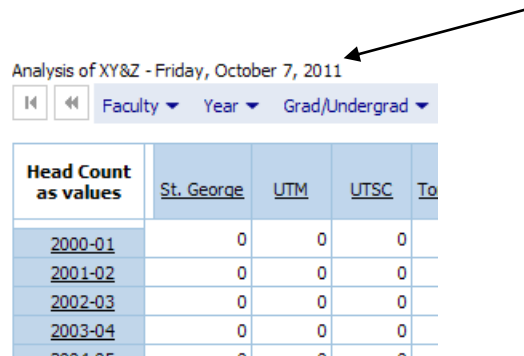 Analysis of XY&Z - Friday, October 7, 2011
Faculty Year Grad/Undergrad
Head Count as values St. George UTM UTSC To
2000-01 0 0 0
2001-02 0 0 0
2002-03 0 0 0
2003-04 0 0 0